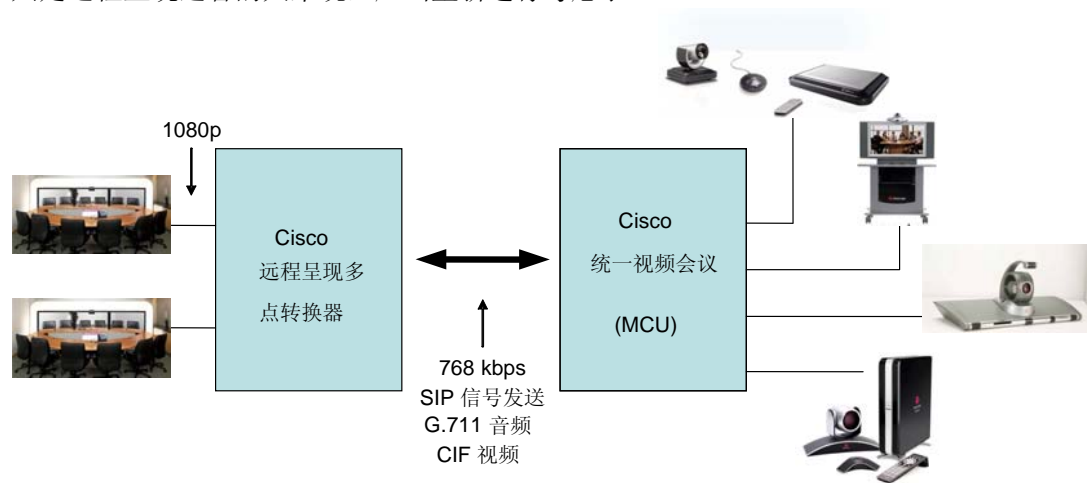 1080p
Cisco
远程呈现多
点转换器
768 kbps
SIP 信号发送
G.711 音频
CIF 视频
Cisco
统一视频会议
(MCU)